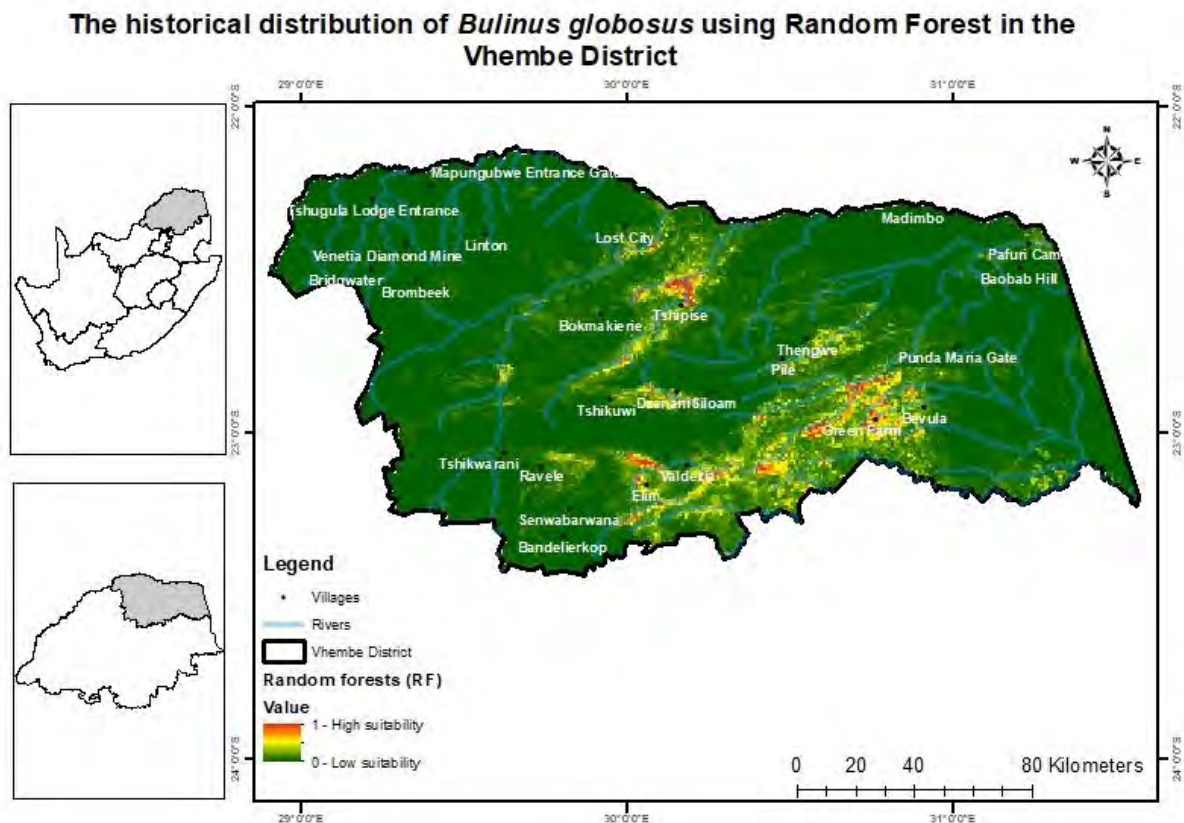 The historical distribution of Bulinus globosus using Random Forest in the
Vhembe District
29°0'0"E 30°0'0"E 31°0'0"E
22°0'0"S 22°0'0"S
N
W E
S
Mapungubwe Entrance Gate
Tshugula Lodge Entrance
Madimbo
Lost City
Linton
Venetia Diamond Mine
Pafuri Cam
Bridgwater
Baobab Hill
Brombeek
Tshipise
Bokmakierie
Thengwe
Punda Maria Gate
Pile
Dzanani Siloam
Tshikuwi
Bevula
Green Farm
23°0'0"S 23°0'0"S
Tshikwarani
Ravele
Valdezia
Elim
Senwabarwana
Bandelierkop
Legend
Villages
Rivers
Vhembe District
Random forests (RF)
Value
1 - High suitability
0 - Low suitability
24°0'0"S 24°0'0"S
0 20 40 80 Kilometers
29°0'0"E 30°0'0"E 31°0'0"E